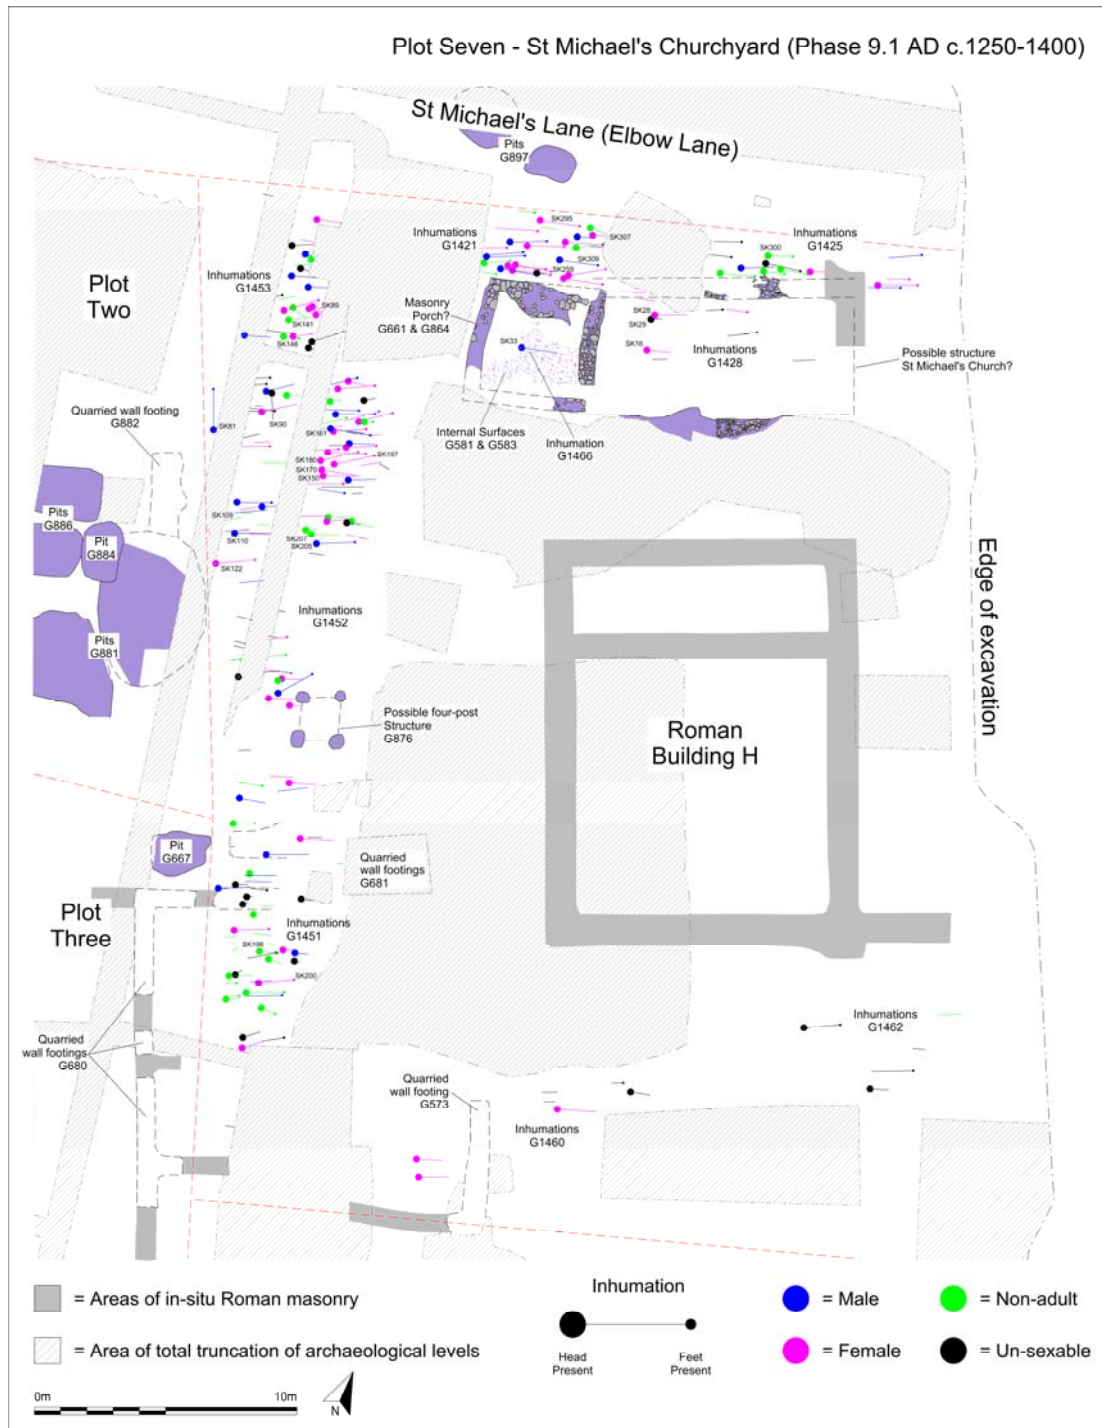 Plot Seven - St Michael's Churchyard (Phase 9.1 AD c.1250-1400)
St Michael's Lane (Elbow Lane)
Pits
G897
SK295
SK307
SK309
SK259
Inhumations
G1421
SK300
Inhumations
G1425
Inhumations
G1453
Plot
Two
SK89
SK141
SK148
Masonry
Porch?
G661 & G864
SK33
SK28
SK29
SK16
Inhumations
G1428
Possible structure
St Michael's Church?
Quarried wall footing
G882
SK81
SK90
SK161
SK180
SK170
SK150
SK197
Internal Surfaces
G581 & G583
Inhumation
G1406
Pits
G886
Pit
G884
SK109
SK110
SK207
SK205
SK122
Pits
G881
Inhumations
G1452
Edge of excavation
Possible four-post
Structure
G876
Roman
Building H
Pit
G667
Quarried
wall footings
G681
Plot
Three
Inhumations
G1451
SK196
SK200
Quarried
wall footings
G680
Inhumations
G1462
Quarried
wall footing
G573
Inhumations
G1460
= Areas of in-situ Roman masonry
= Area of total truncation of archaeological levels
0m
10m
N
Inhumation
Head
Present
Feet
Present
= Male
= Female
= Non-adult
= Un-sexable